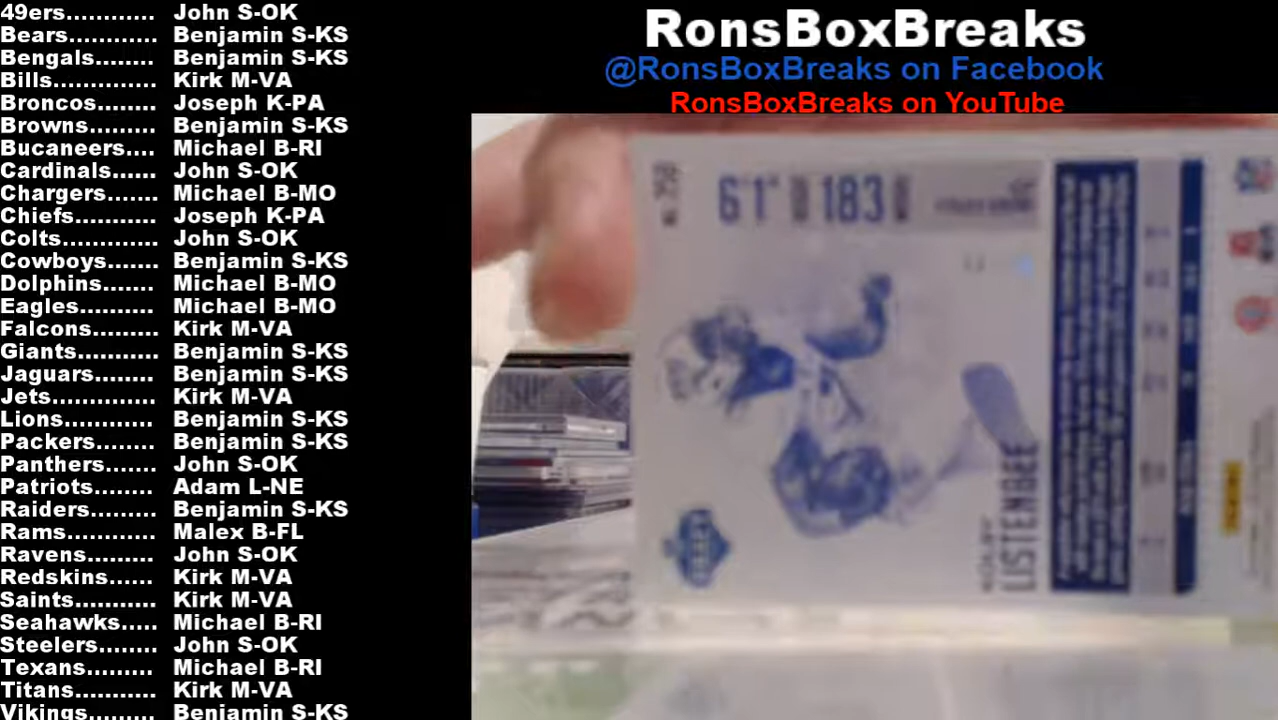 49ers............ John S-OK
Bears............ Benjamin S-KS
Bengals........ Benjamin S-KS
Bills.............. Kirk M-VA
Broncos........ Joseph K-PA
Browns......... Benjamin S-KS
Bucaneers.... Michael B-RI
Cardinals...... John S-OK
Chargers....... Michael B-MO
Chiefs........... Joseph K-PA
Colts............. John S-OK
Cowboys....... Benjamin S-KS
Dolphins....... Michael B-MO
Eagles.......... Michael B-MO
Falcons......... Kirk M-VA
Giants........... Benjamin S-KS
Jaguars........ Benjamin S-KS
Jets.............. Kirk M-VA
Lions............ Benjamin S-KS
Packers........ Benjamin S-KS
Panthers....... John S-OK
Patriots........ Adam L-NE
Raiders......... Benjamin S-KS
Rams............ Malex B-FL
Ravens......... John S-OK
Redskins...... Kirk M-VA
Saints........... Kirk M-VA
Seahawks..... Michael B-RI
Steelers........ John S-OK
Texans......... Michael B-RI
Titans........... Kirk M-VA
Vikings......... Benjamin S-KS
RonsBoxBreaks
@RonsBoxBreaks on Facebook
RonsBoxBreaks on YouTube
6'1" 183
LISTENBEE
PANINI